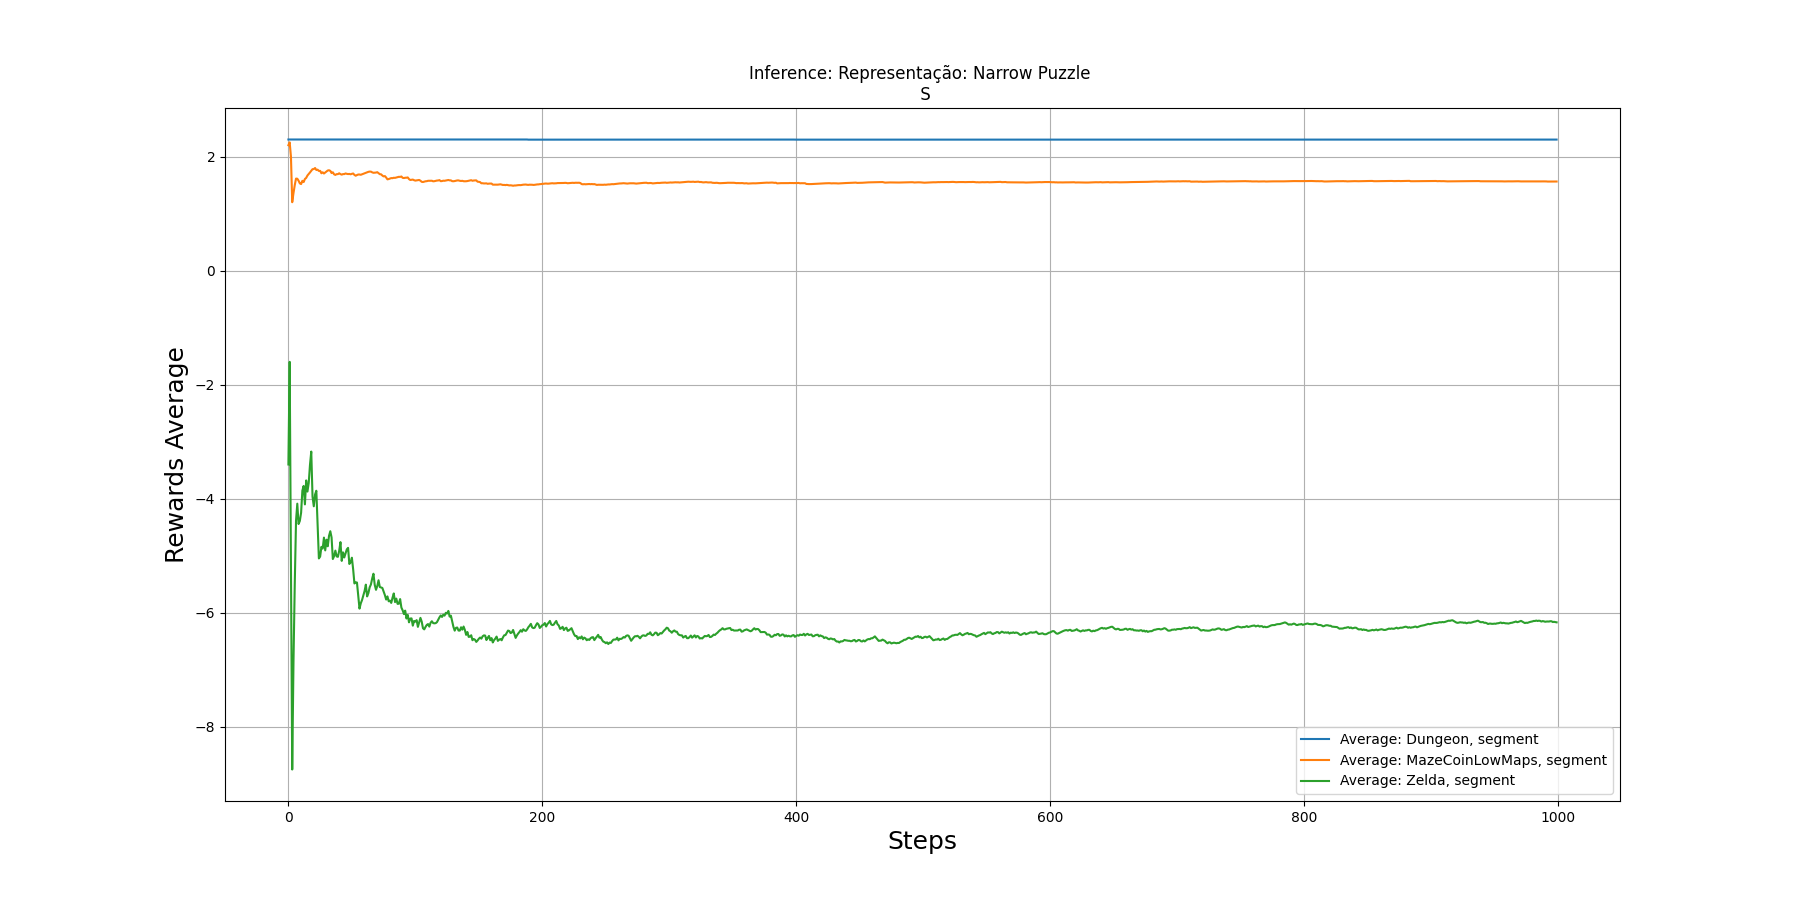 Inference: Representação: Narrow Puzzle
S
Rewards Average
2
0
−2
−4
−6
−8
0 200 400 600 800 1000
Steps
Average: Dungeon, segment
Average: MazeCoinLowMaps, segment
Average: Zelda, segment